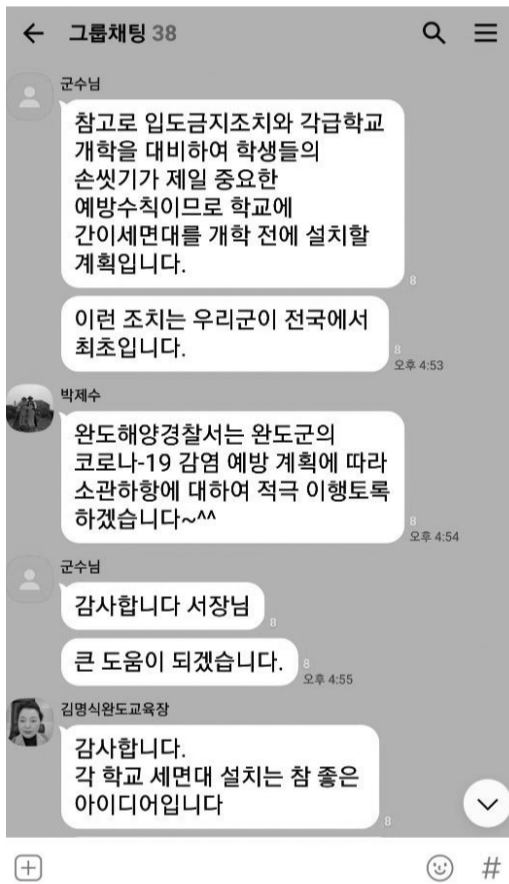 그룹채팅 38
군수님
참고로 입도금지조치와 각급학교
개학을 대비하여 학생들의
손씻기가 제일 중요한
예방수칙이므로 학교에
간이세면대를 개학 전에 설치할
계획입니다.
8
이런 조치는 우리군이 전국에서
최초입니다.
8
오후 4:53
박제수
완도해양경찰서는 완도군의
코로나-19 감염 예방 계획에 따라
소관하항에 대하여 적극 이행토록
하겠습니다~^^
8
오후 4:54
군수님
감사합니다 서장님
8
큰 도움이 되겠습니다.
8
오후 4:55
김명식완도교육장
감사합니다.
각 학교 세면대 설치는 참 좋은
아이디어입니다
8
#